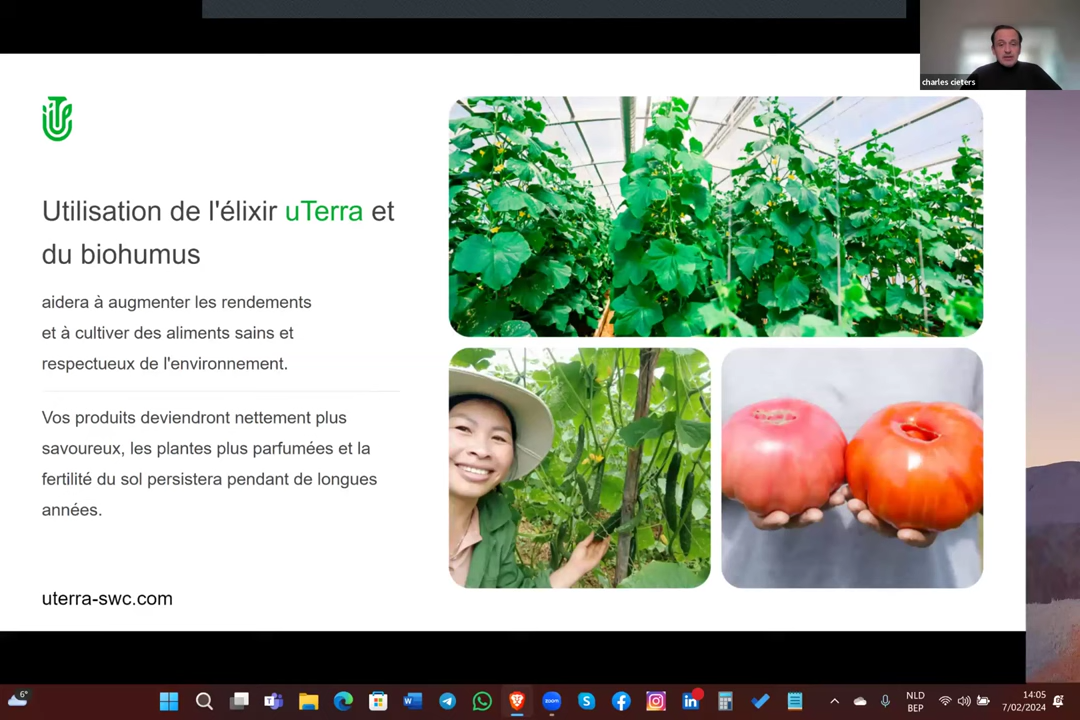 charles cieters
Utilisation de l'élixir uTerra et
du biohumus
aidera à augmenter les rendements
et à cultiver des aliments sains et
respectueux de l'environnement.
Vos produits deviendront nettement plus
savoureux, les plantes plus parfumées et la
fertilité du sol persistera pendant de longues
années.
uterra-swc.com
6°
NLD
BEP
14:05
7/02/2024